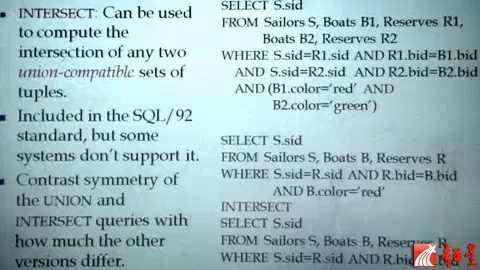 INTERSECT: Can be used
to compute the
intersection of any two
union-compatible sets of
tuples.
Included in the SQL/92
standard, but some
systems don't support it.
Contrast symmetry of
the UNION and
INTERSECT queries with
how much the other
versions differ.
SELECT S.sid
FROM Sailors S, Boats B1, Reserves R1,
Boats B2, Reserves R2
WHERE S.sid=R1.sid AND R1.bid=B1.bid
AND S.sid=R2.sid AND R2.bid=B2.bid
AND (B1.color='red' AND
B2.color='green')
SELECT S.sid
FROM Sailors S, Boats B, Reserves R
WHERE S.sid=R.sid AND R.bid=B.bid
AND B.color='red'
INTERSECT
SELECT S.sid
FROM Sailors S, Boats B, Reserves R
WHERE S.sid=R.sid AND R.bid